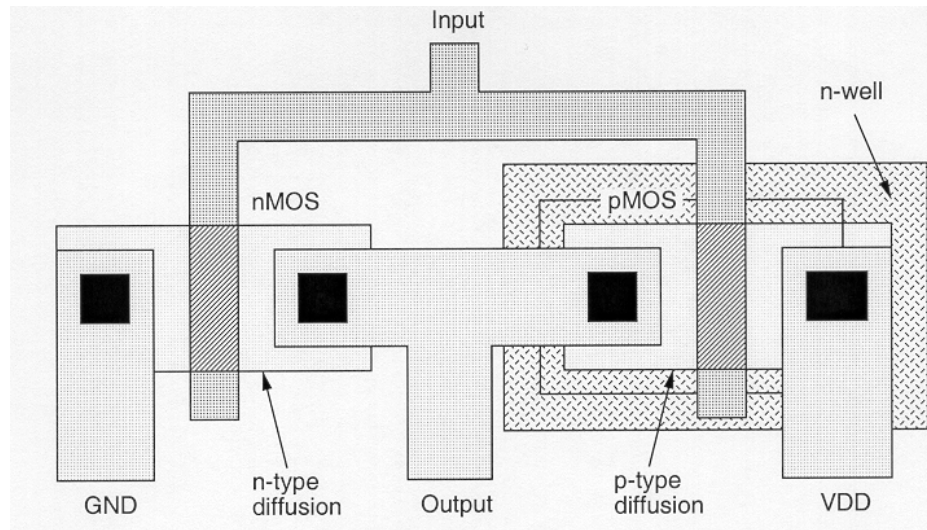 Input
n-well
nMOS
pMOS
GND
n-type
diffusion
Output
p-type
diffusion
VDD